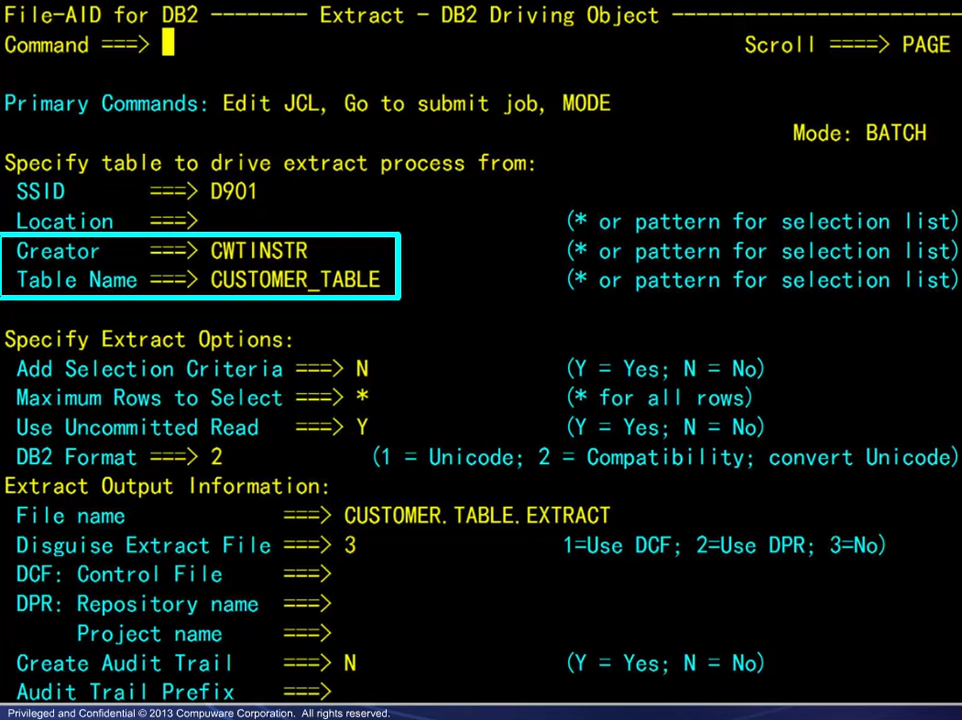 File-AID for DB2 -------- Extract - DB2 Driving Object ------------------------
Command ===> Scroll ====> PAGE
Primary Commands: Edit JCL, Go to submit job, MODE
Mode: BATCH
Specify table to drive extract process from:
SSID ===> D901
Location ===> (* or pattern for selection list)
Creator ===> CWTINSTR (* or pattern for selection list)
Table Name ===> CUSTOMER_TABLE (* or pattern for selection list)
Specify Extract Options:
Add Selection Criteria ===> N (Y = Yes; N = No)
Maximum Rows to Select ===> * (* for all rows)
Use Uncommitted Read ===> Y (Y = Yes; N = No)
DB2 Format ===> 2 (1 = Unicode; 2 = Compatibility; convert Unicode)
Extract Output Information:
File name ===> CUSTOMER.TABLE.EXTRACT
Disguise Extract File ===> 3 1=Use DCF; 2=Use DPR; 3=No)
DCF: Control File ===>
DPR: Repository name ===>
Project name ===>
Create Audit Trail ===> N (Y = Yes; N = No)
Audit Trail Prefix ===>
Privileged and Confidential © 2013 Compuware Corporation. All rights reserved.